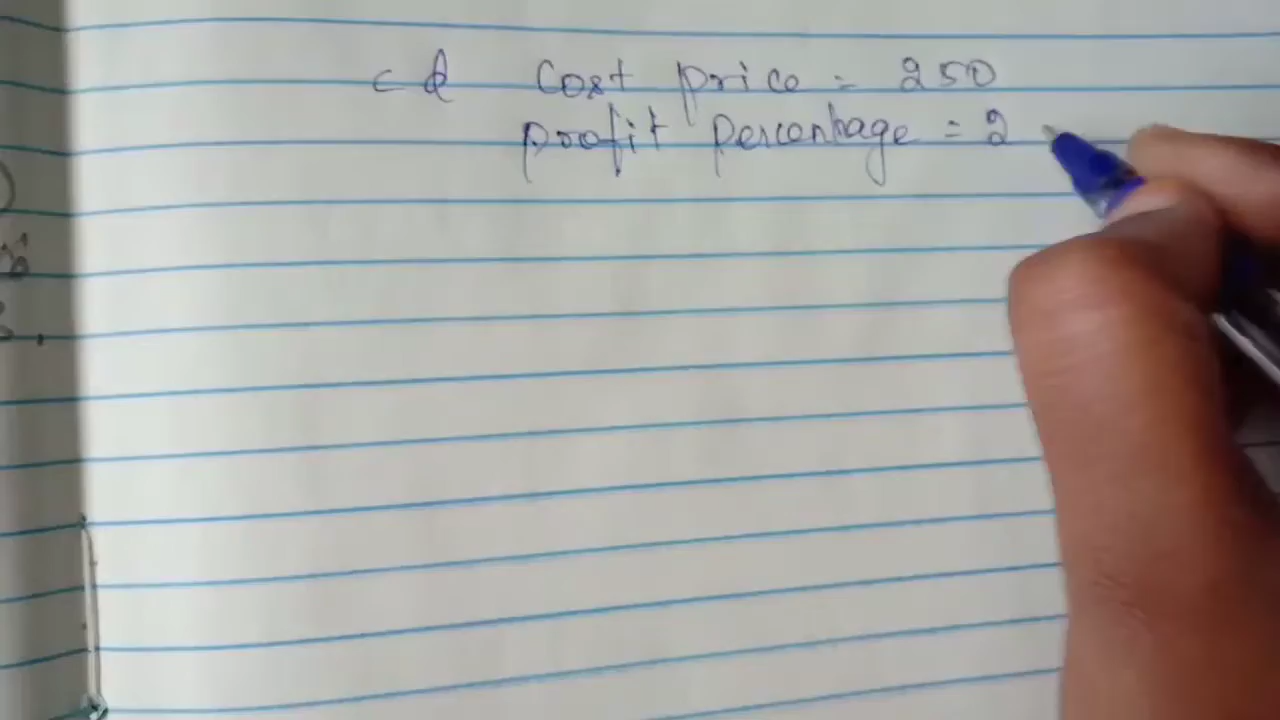 Cost price = 250
profit percentage = 2